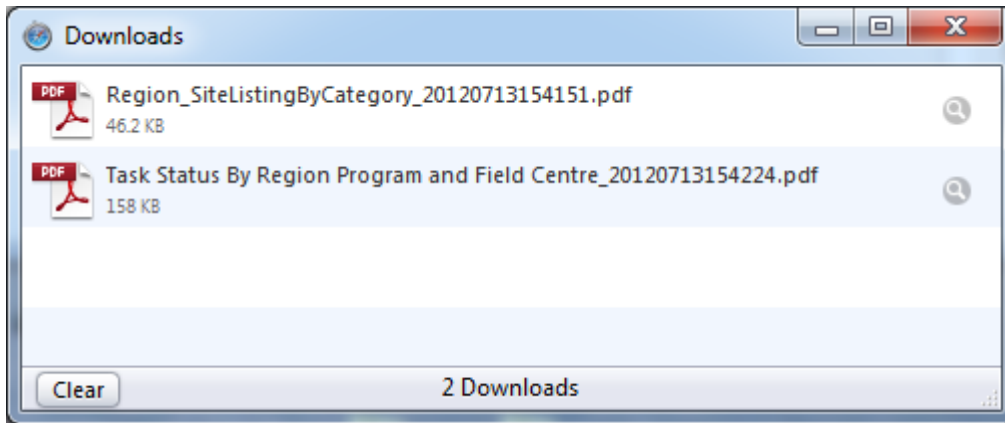 Downloads
PDF
Region_SiteListingByCategory_20120713154151.pdf
46.2 KB
PDF
Task Status By Region Program and Field Centre_20120713154224.pdf
158 KB
Clear
2 Downloads